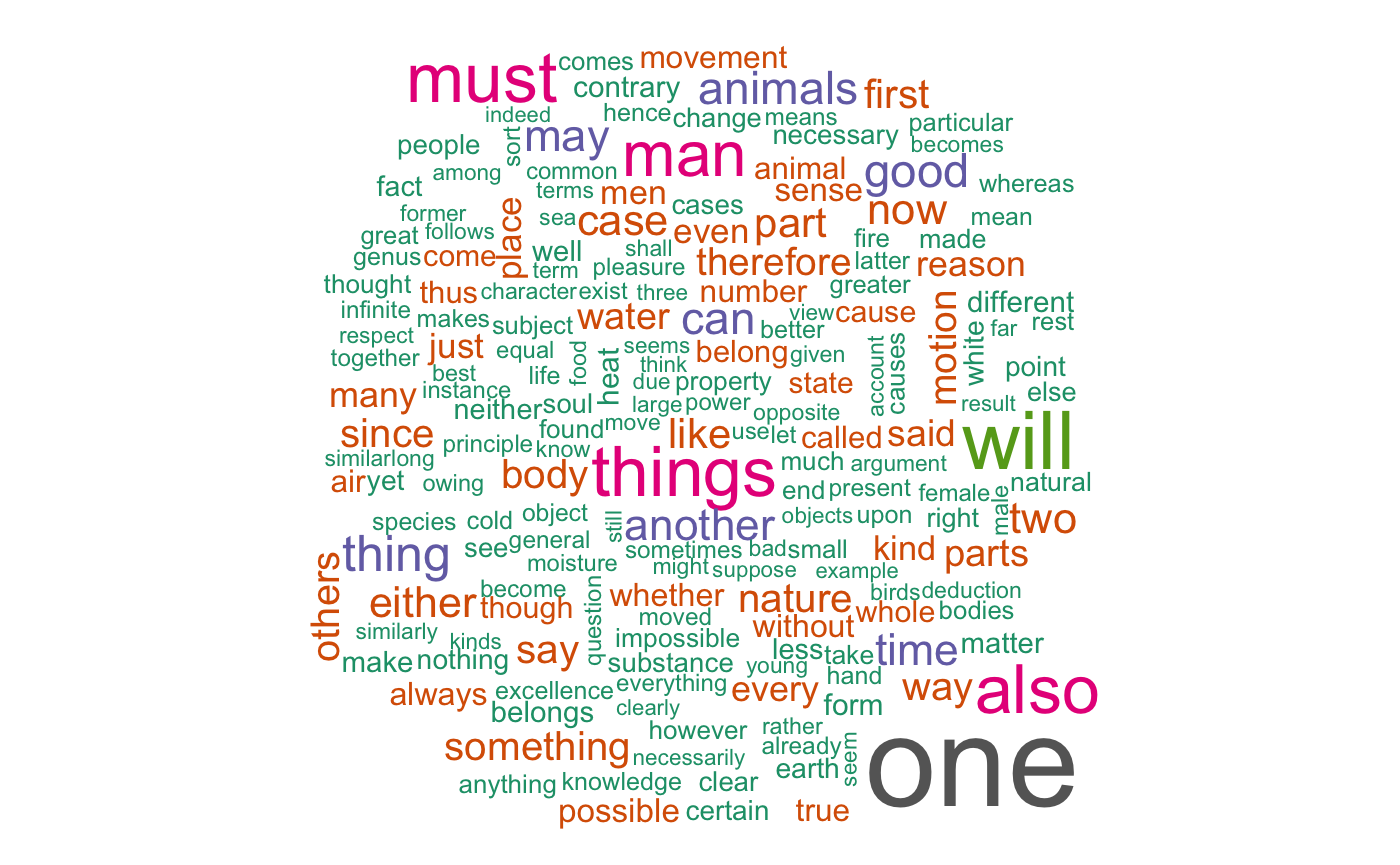 must comes movement
contrary animals first
indeed hence change means particular
people sort may man necessary becomes
among common animal good whereas
fact terms men sense
former sea case cases part now mean
great follows place well even fire made
genus come term shall therefore latter reason
thought thus character exist pleasure three number greater
infinite makes subject water can view cause motion different
respect just equal food heat seems belong better given white far rest
together best life think account causes point
many instance due property state else
neither soul large power opposite result
since principle found move like use let called said will
similar long know
air yet owing body things much argument natural
end present female male
species cold object still another objects upon right two
others thing see general sometimes bad small kind parts
moisture might suppose example
either become though question whether nature birds deduction
similarly kinds moved without whole bodies
make nothing say impossible less take time matter
substance young hand
always excellence everything every way also
belongs clearly form
something however rather one
necessarily already seem
anything knowledge clear earth
possible certain true